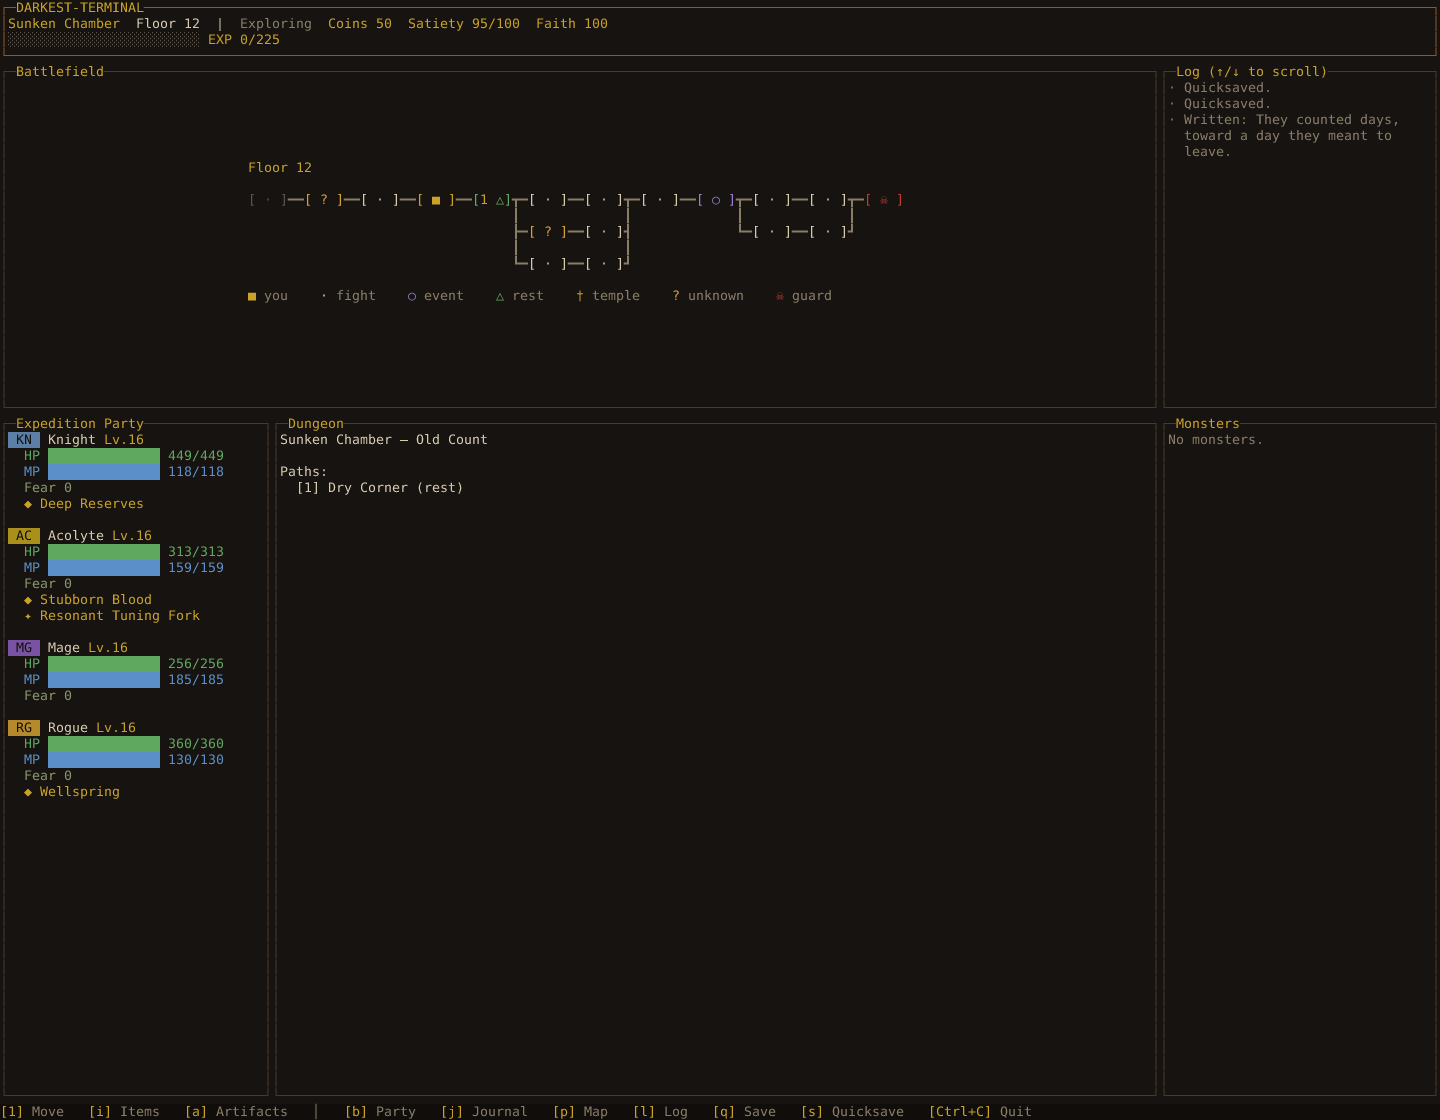 DARKEST-TERMINAL
Sunken Chamber  Floor 12  |  Exploring  Coins 50  Satiety 95/100  Faith 100
EXP 0/225
Battlefield
Floor 12
[ · ]━━[ ? ]━━[ · ]━━[ ■ ]━━[1 △]┳━[ · ]━━[ · ]┳━[ · ]━━[ ○ ]┳━[ · ]━━[ · ]┳━[ ☠ ]
┣━[ ? ]━━[ · ]┫ ┗━[ · ]━━[ · ]┛
┗━[ · ]━━[ · ]┛
■ you  · fight  ○ event  △ rest  † temple  ? unknown  ☠ guard
Log (↑/↓ to scroll)
· Quicksaved.
· Quicksaved.
· Written: They counted days,
toward a day they meant to
leave.
Expedition Party
KN Knight Lv.16
HP 449/449
MP 118/118
Fear 0
◆ Deep Reserves
AC Acolyte Lv.16
HP 313/313
MP 159/159
Fear 0
◆ Stubborn Blood
✦ Resonant Tuning Fork
MG Mage Lv.16
HP 256/256
MP 185/185
Fear 0
RG Rogue Lv.16
HP 360/360
MP 130/130
Fear 0
◆ Wellspring
Dungeon
Sunken Chamber — Old Count
Paths:
[1] Dry Corner (rest)
Monsters
No monsters.
[1] Move  [i] Items  [a] Artifacts  │  [b] Party  [j] Journal  [p] Map  [l] Log  [q] Save  [s] Quicksave  [Ctrl+C] Quit